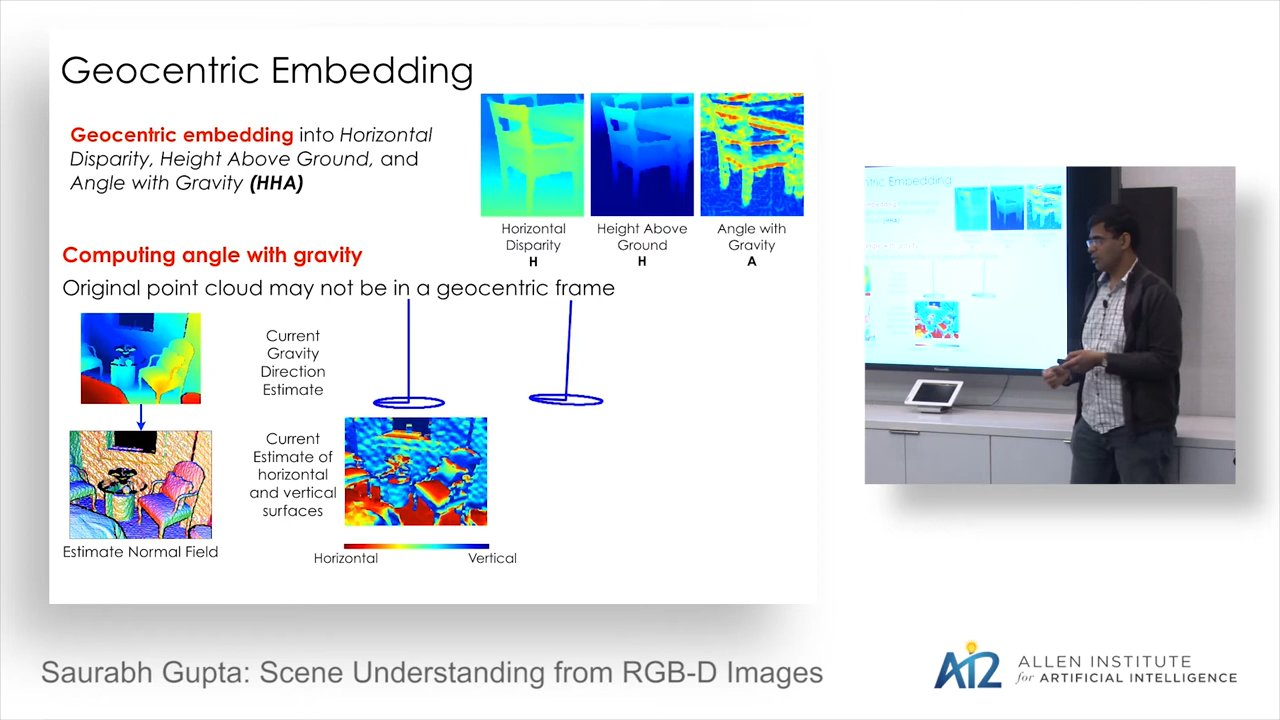 Geocentric Embedding
Geocentric embedding into Horizontal
Disparity, Height Above Ground, and
Angle with Gravity (HHA)
Horizontal
Disparity
H
Height Above
Ground
H
Angle with
Gravity
A
Computing angle with gravity
Original point cloud may not be in a geocentric frame
Current
Gravity
Direction
Estimate
Current
Estimate of
horizontal
and vertical
surfaces
Estimate Normal Field
Horizontal
Vertical
tric Embedding
Saurabh Gupta: Scene Understanding from RGB-D Images
AI2
ALLEN INSTITUTE
for ARTIFICIAL INTELLIGENCE